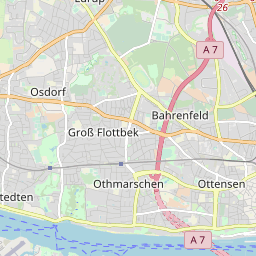 Lurup
26
A 7
Osdorf
Bahrenfeld
Groß Flottbek
Othmarschen
Ottensen
stedten
A 7